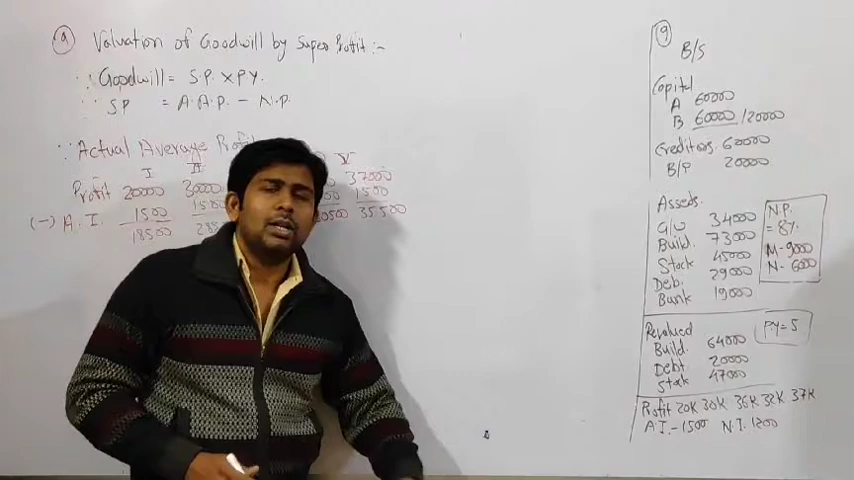 9 Valuation of Goodwill by Super Profit :-
∴ Goodwill = S.P. × P.Y.
∴ SP = A.A.P. - N.P.
∴ Actual Average Profit
I II V
Profit 20000 30000 37000
(-) A.I. 1500 1500 1500
18500 35500
9 B/S
Capital
A 60000
B 60000 /120000
Creditors 60000
B/P 20000
Assets.
G/W 34000
Build. 73000
Stock 45000
Deb. 29000
Bank 19000
N.P.
= 8%
M-9000
N- 6000
Revalued
Build. 64000
Debt 20000
Stock 47000
P.Y = 5
Profit 20K 30K 36K 32K 37K
A.I. - 1500 N.I. 1200